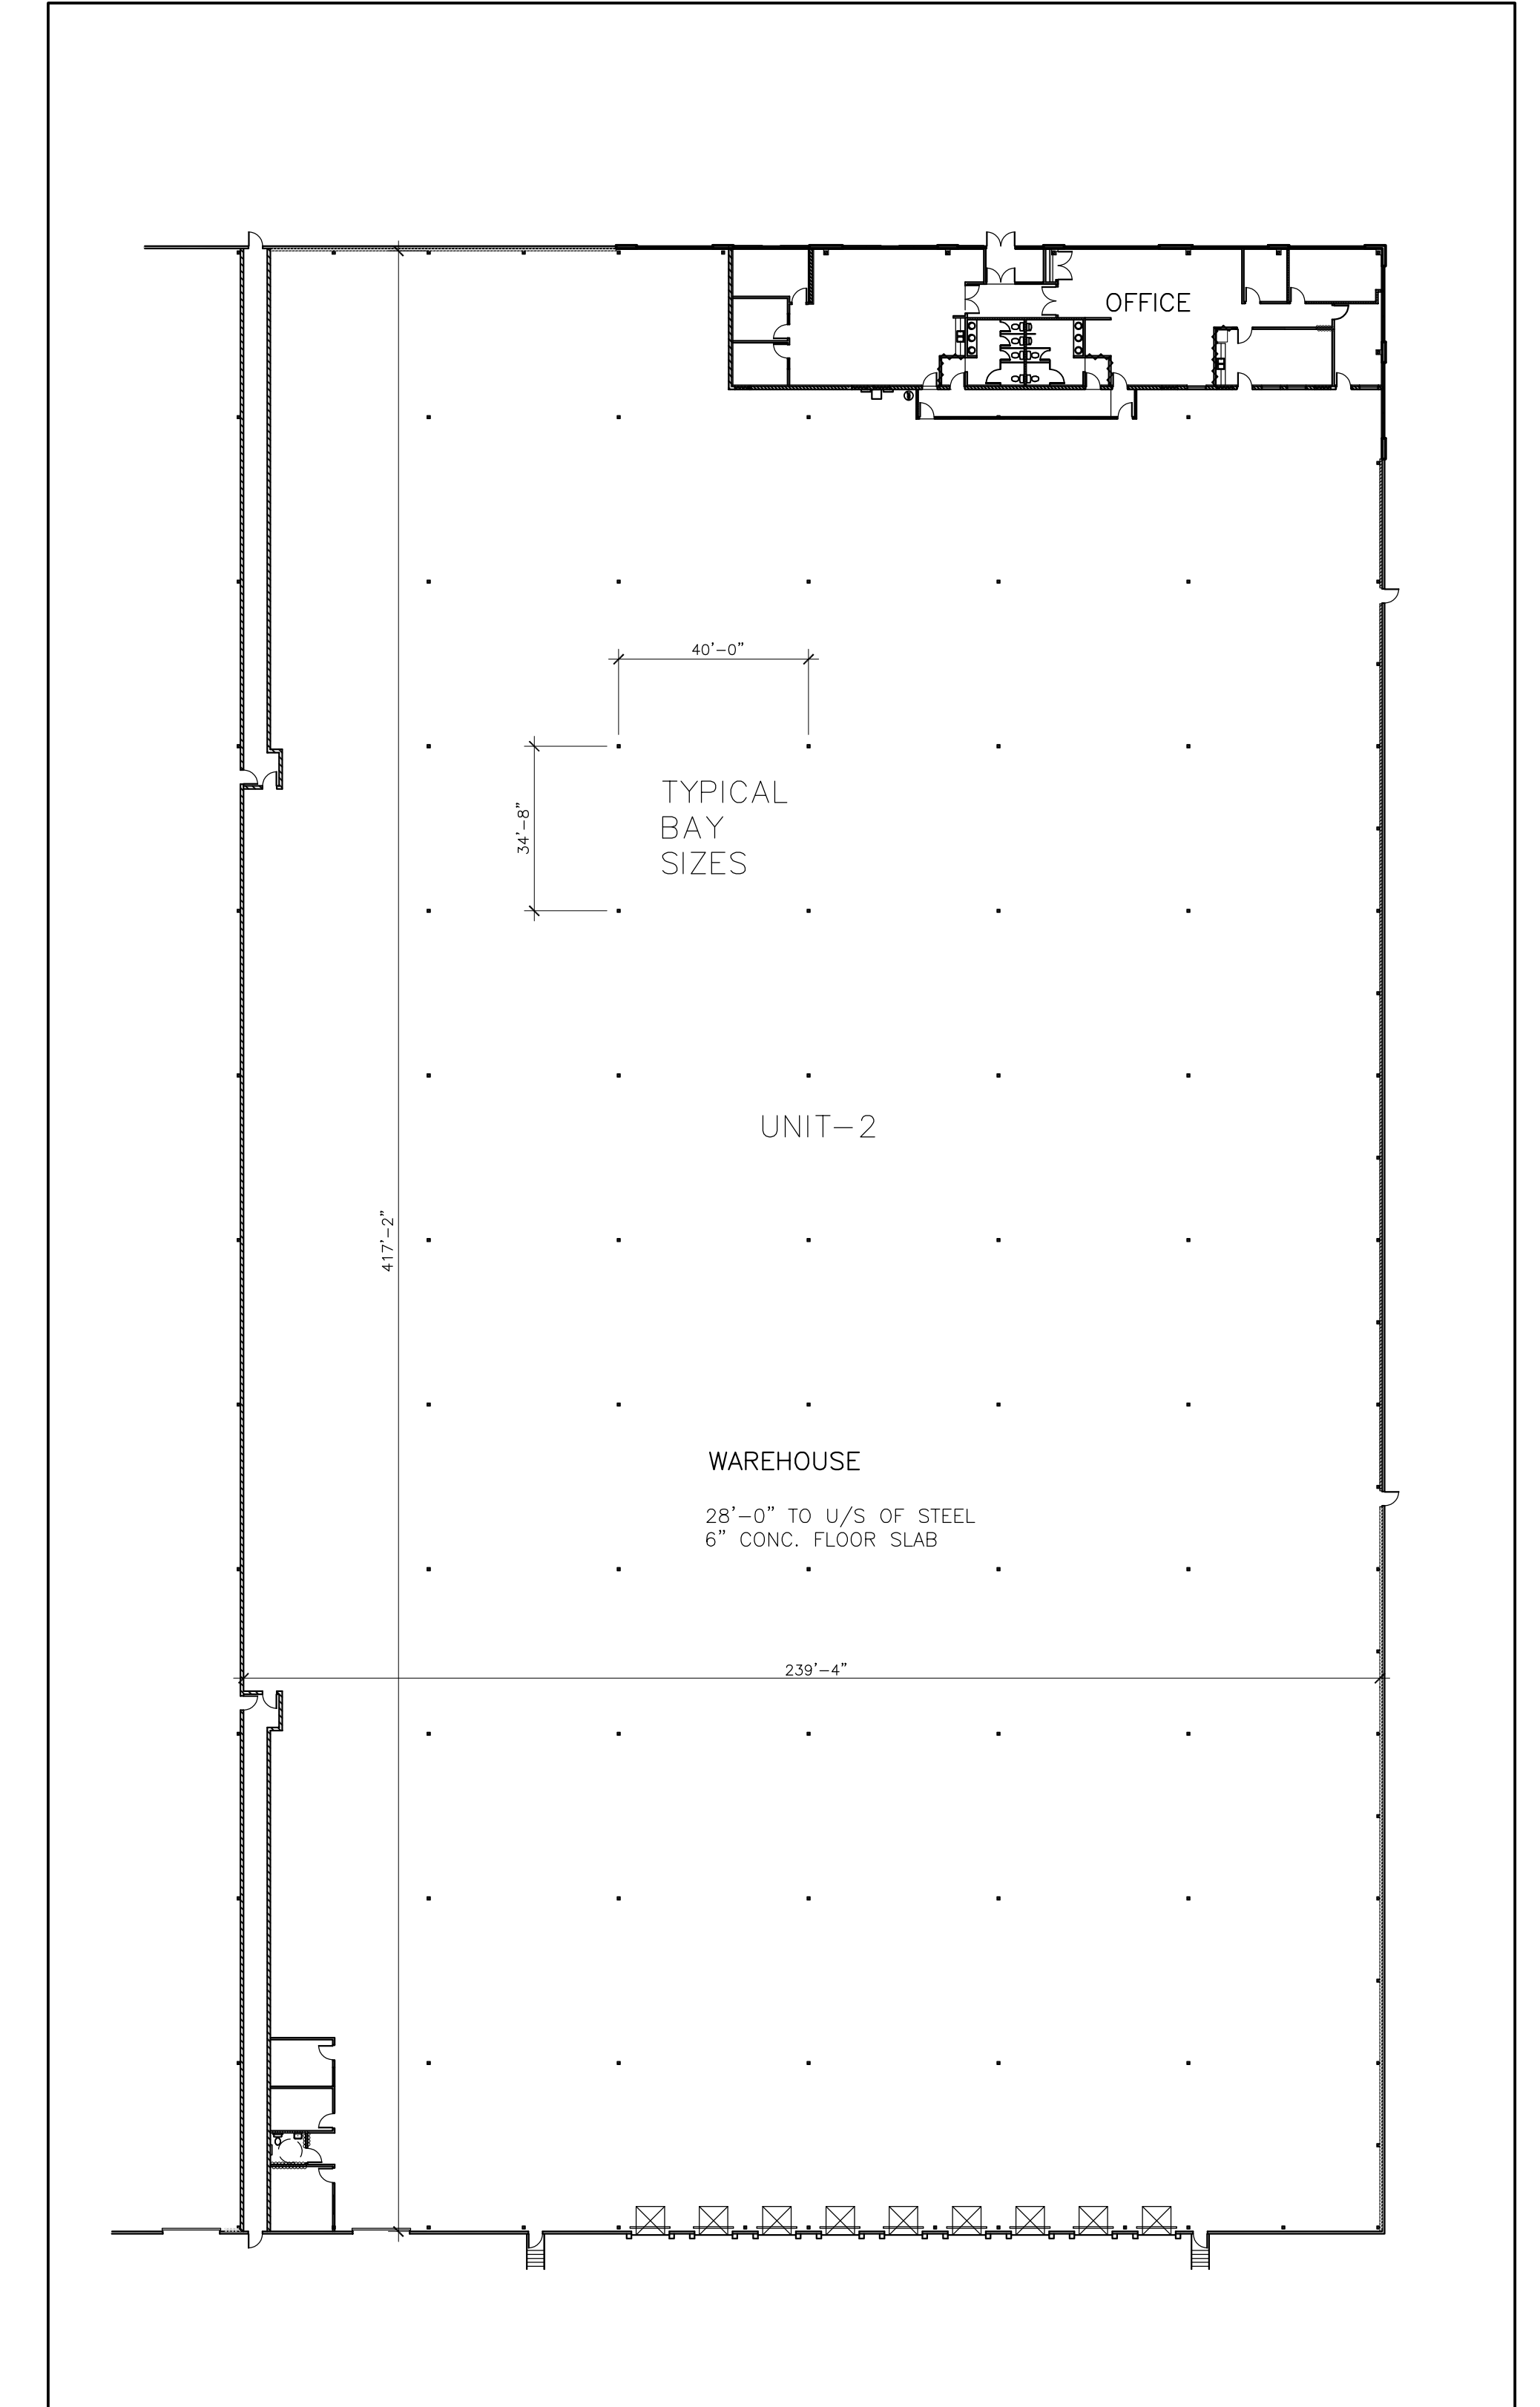 OFFICE
40'-0"
34'-8"
TYPICAL
BAY
SIZES
UNIT-2
417'-2"
WAREHOUSE
28'-0" TO U/S OF STEEL
6" CONC. FLOOR SLAB
239'-4"